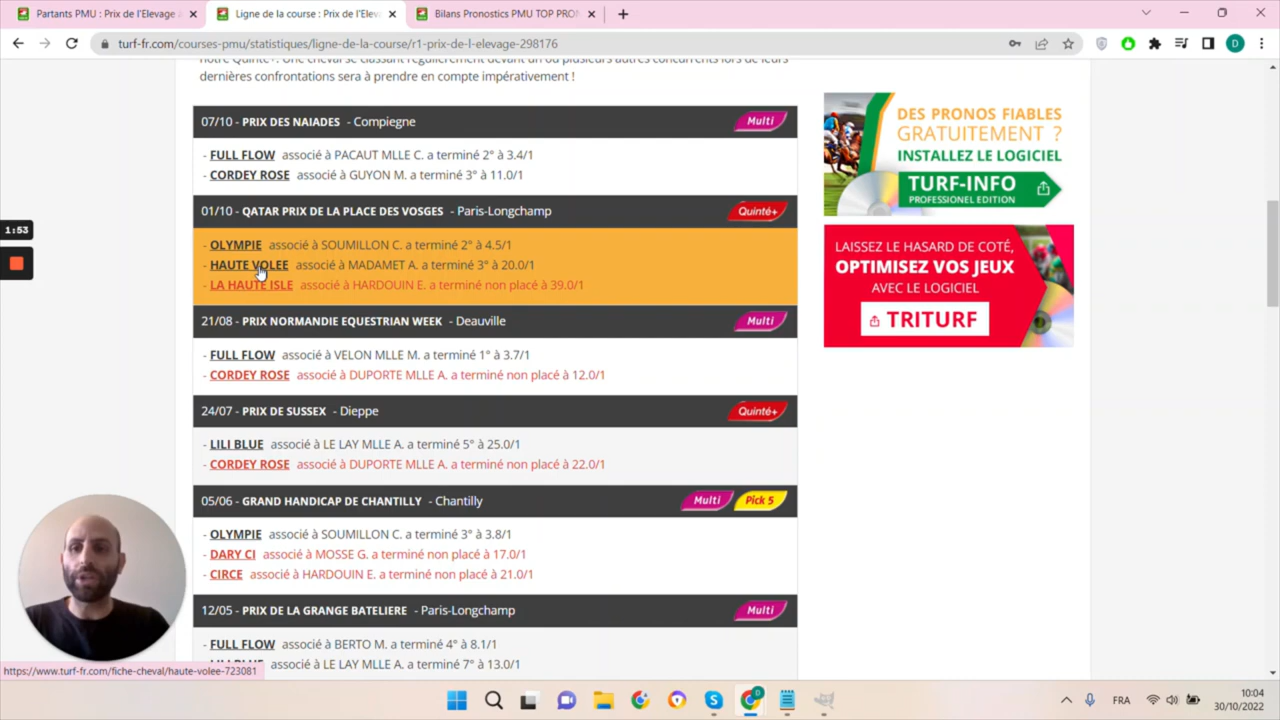 Partants PMU : Prix de l'Elevage
Ligne de la course : Prix de l'Elev
Bilans Pronostics PMU TOP PRON
turf-fr.com/courses-pmu/statistiques/ligne-de-la-course/r1-prix-de-l-elevage-298176
D
notre Quinté+. Une cheval se classant régulièrement devant un ou plusieurs autres concurrents lors de leurs
dernières confrontations sera à prendre en compte impérativement !
07/10 - PRIX DES NAIADES - Compiegne Multi
- FULL FLOW associé à PACAUT MLLE C. a terminé 2° à 3.4/1
- CORDEY ROSE associé à GUYON M. a terminé 3° à 11.0/1
01/10 - QATAR PRIX DE LA PLACE DES VOSGES - Paris-Longchamp Quinté+
- OLYMPIE associé à SOUMILLON C. a terminé 2° à 4.5/1
- HAUTE VOLEE associé à MADAMET A. a terminé 3° à 20.0/1
- LA HAUTE ISLE associé à HARDOUIN E. a terminé non placé à 39.0/1
21/08 - PRIX NORMANDIE EQUESTRIAN WEEK - Deauville Multi
- FULL FLOW associé à VELON MLLE M. a terminé 1° à 3.7/1
- CORDEY ROSE associé à DUPORTE MLLE A. a terminé non placé à 12.0/1
24/07 - PRIX DE SUSSEX - Dieppe Quinté+
- LILI BLUE associé à LE LAY MLLE A. a terminé 5° à 25.0/1
- CORDEY ROSE associé à DUPORTE MLLE A. a terminé non placé à 22.0/1
05/06 - GRAND HANDICAP DE CHANTILLY - Chantilly Multi Pick 5
- OLYMPIE associé à SOUMILLON C. a terminé 3° à 3.8/1
- DARY CI associé à MOSSE G. a terminé non placé à 17.0/1
- CIRCE associé à HARDOUIN E. a terminé non placé à 21.0/1
12/05 - PRIX DE LA GRANGE BATELIERE - Paris-Longchamp Multi
- FULL FLOW associé à BERTO M. a terminé 4° à 8.1/1
- LILI BLUE associé à LE LAY MLLE A. a terminé 7° à 13.0/1
DES PRONOS FIABLES
GRATUITEMENT ?
INSTALLEZ LE LOGICIEL
TURF-INFO
PROFESSIONEL EDITION
LAISSEZ LE HASARD DE COTÉ,
OPTIMISEZ VOS JEUX
AVEC LE LOGICIEL
TRITURF
1:53
https://www.turf-fr.com/fiche-cheval/haute-volee-723081
D
FRA
10:04
30/10/2022